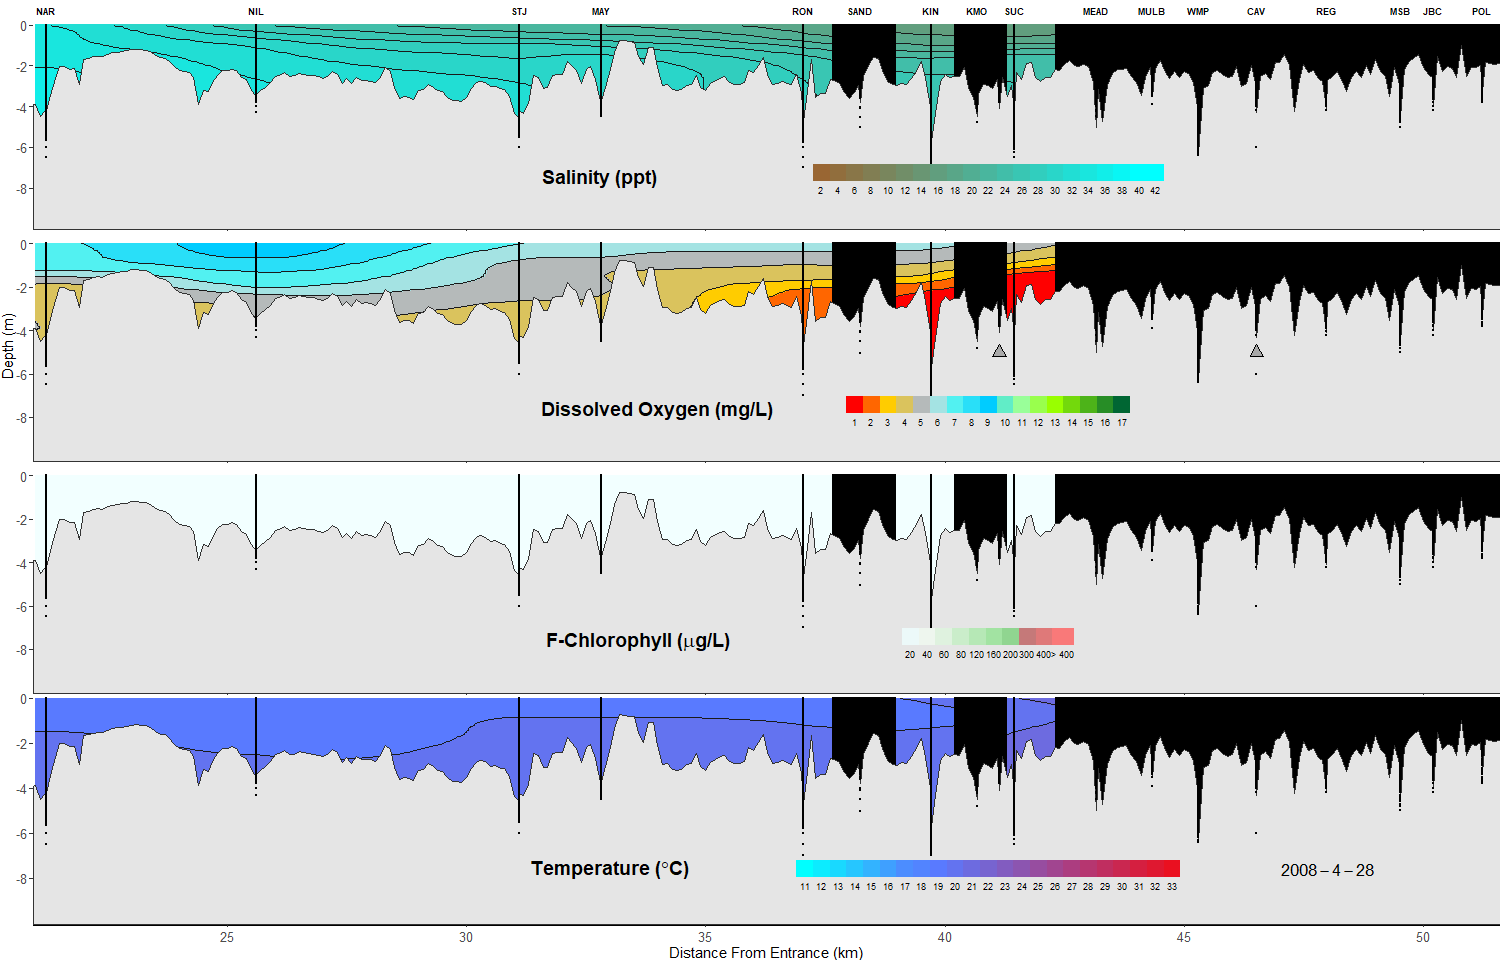 NAR NIL STJ MAY RON SAND KIN KMO SUC MEAD MULB WMP CAV REG MSB JBC POL
0
-2
-4
-6
-8
Salinity (ppt)
2 4 6 8 10 12 14 16 18 20 22 24 26 28 30 32 34 36 38 40 42
0
-2
-4
-6
-8
Depth (m)
Dissolved Oxygen (mg/L)
1 2 3 4 5 6 7 8 9 10 11 12 13 14 15 16 17
0
-2
-4
-6
-8
F-Chlorophyll (μg/L)
20 40 60 80 120 160 200 300 400> 400
0
-2
-4
-6
-8
Temperature (°C)
11 12 13 14 15 16 17 18 19 20 21 22 23 24 25 26 27 28 29 30 31 32 33
2008 – 4 – 28
25 30 35 40 45 50
Distance From Entrance (km)